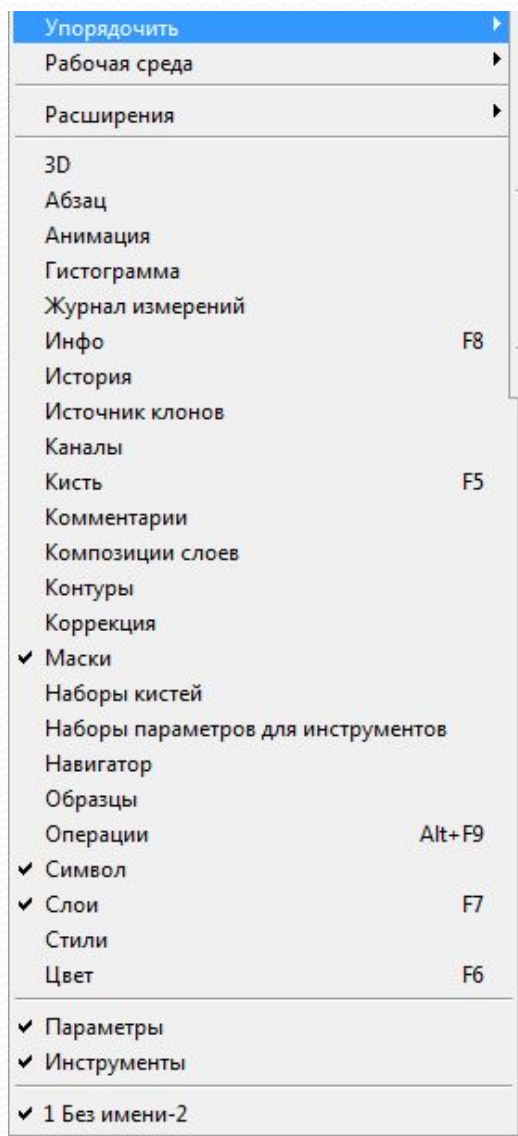 Упорядочить
Рабочая среда
Расширения
3D
Абзац
Анимация
Гистограмма
Журнал измерений
Инфо F8
История
Источник клонов
Каналы
Кисть F5
Комментарии
Композиции слоев
Контуры
Коррекция
Маски
Наборы кистей
Наборы параметров для инструментов
Навигатор
Образцы
Операции Alt+F9
Символ
Слои F7
Стили
Цвет F6
Параметры
Инструменты
1 Без имени-2